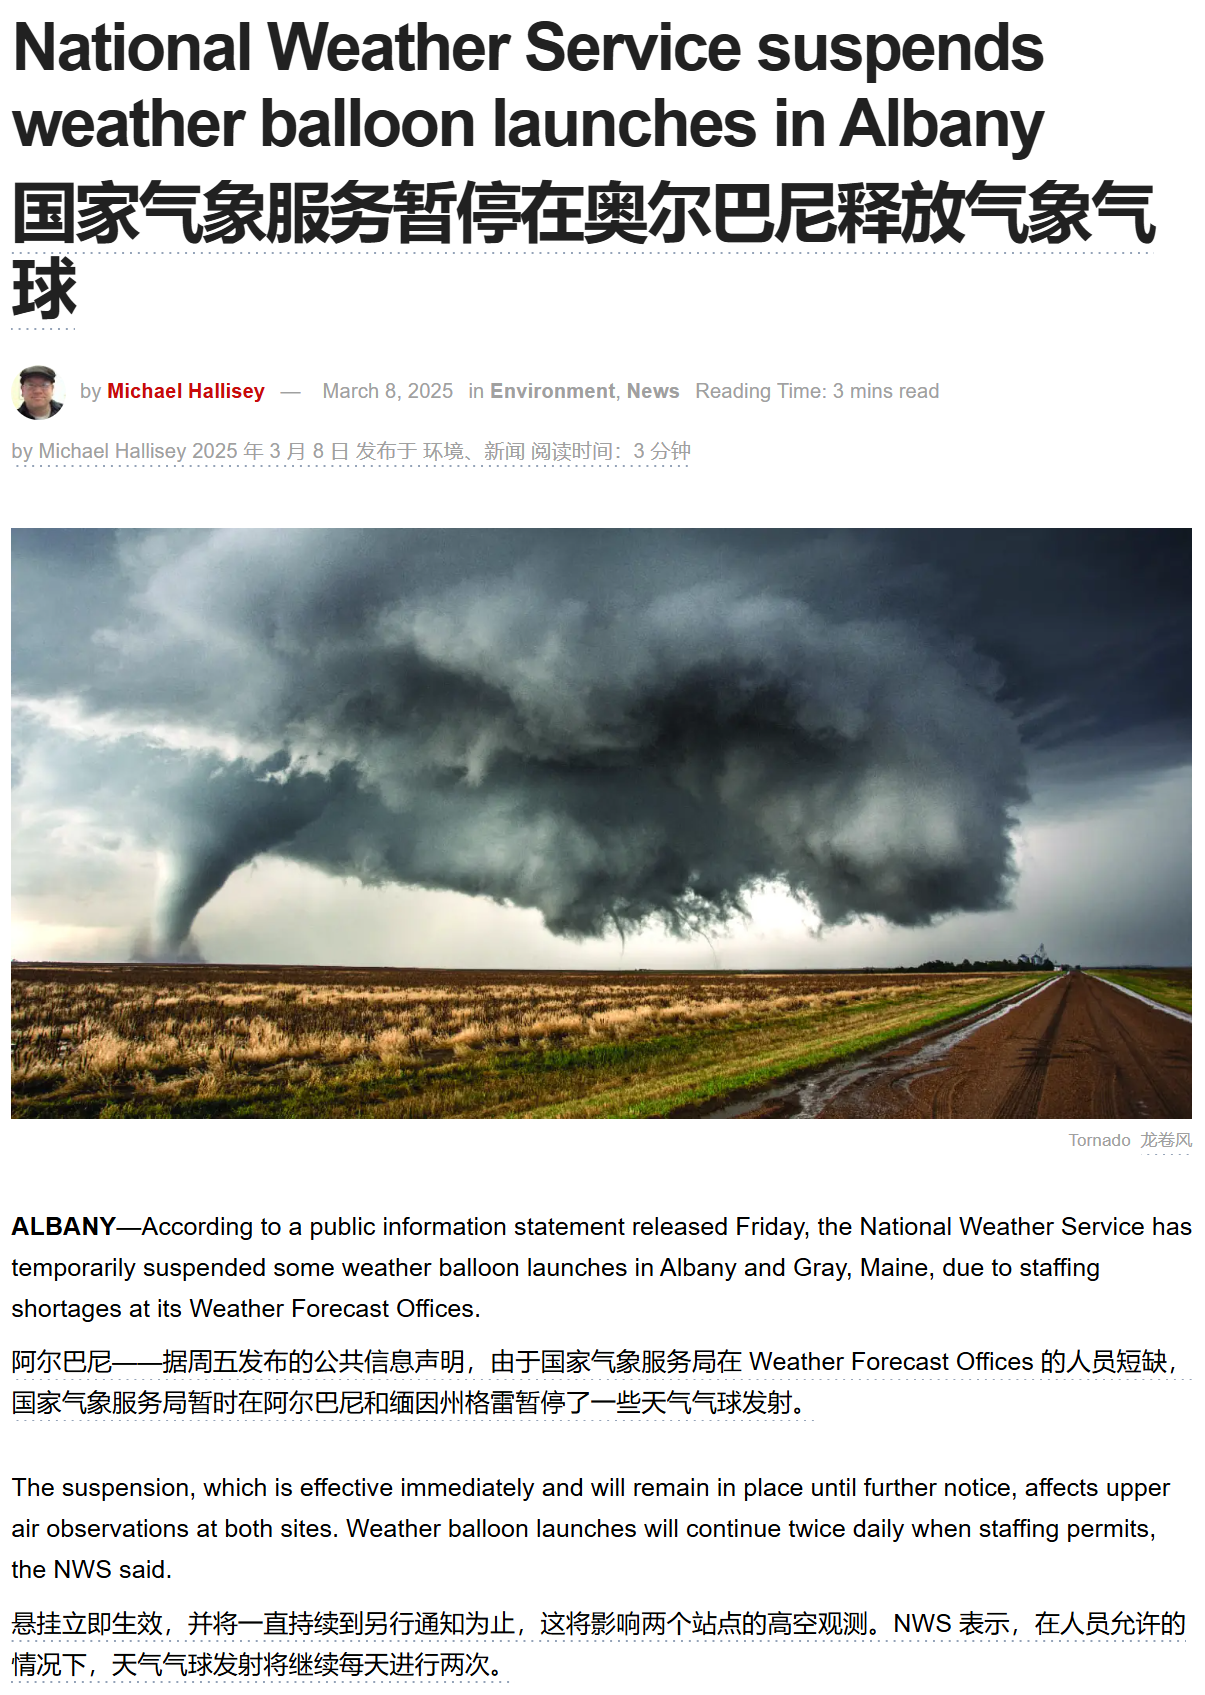 National Weather Service suspends
weather balloon launches in Albany
国家气象服务暂停在奥尔巴尼释放气象气
球
by Michael Hallisey — March 8, 2025 in Environment, News Reading Time: 3 mins read
by Michael Hallisey 2025 年 3 月 8 日 发布于 环境、新闻 阅读时间：3 分钟
Tornado 龙卷风
ALBANY—According to a public information statement released Friday, the National Weather Service has
temporarily suspended some weather balloon launches in Albany and Gray, Maine, due to staffing
shortages at its Weather Forecast Offices.
阿尔巴尼——据周五发布的公共信息声明，由于国家气象服务局在 Weather Forecast Offices 的人员短缺，
国家气象服务局暂时在阿尔巴尼和缅因州格雷暂停了一些天气气球发射。
The suspension, which is effective immediately and will remain in place until further notice, affects upper
air observations at both sites. Weather balloon launches will continue twice daily when staffing permits,
the NWS said.
悬挂立即生效，并将一直持续到另行通知为止，这将影响两个站点的高空观测。NWS 表示，在人员允许的
情况下，天气气球发射将继续每天进行两次。